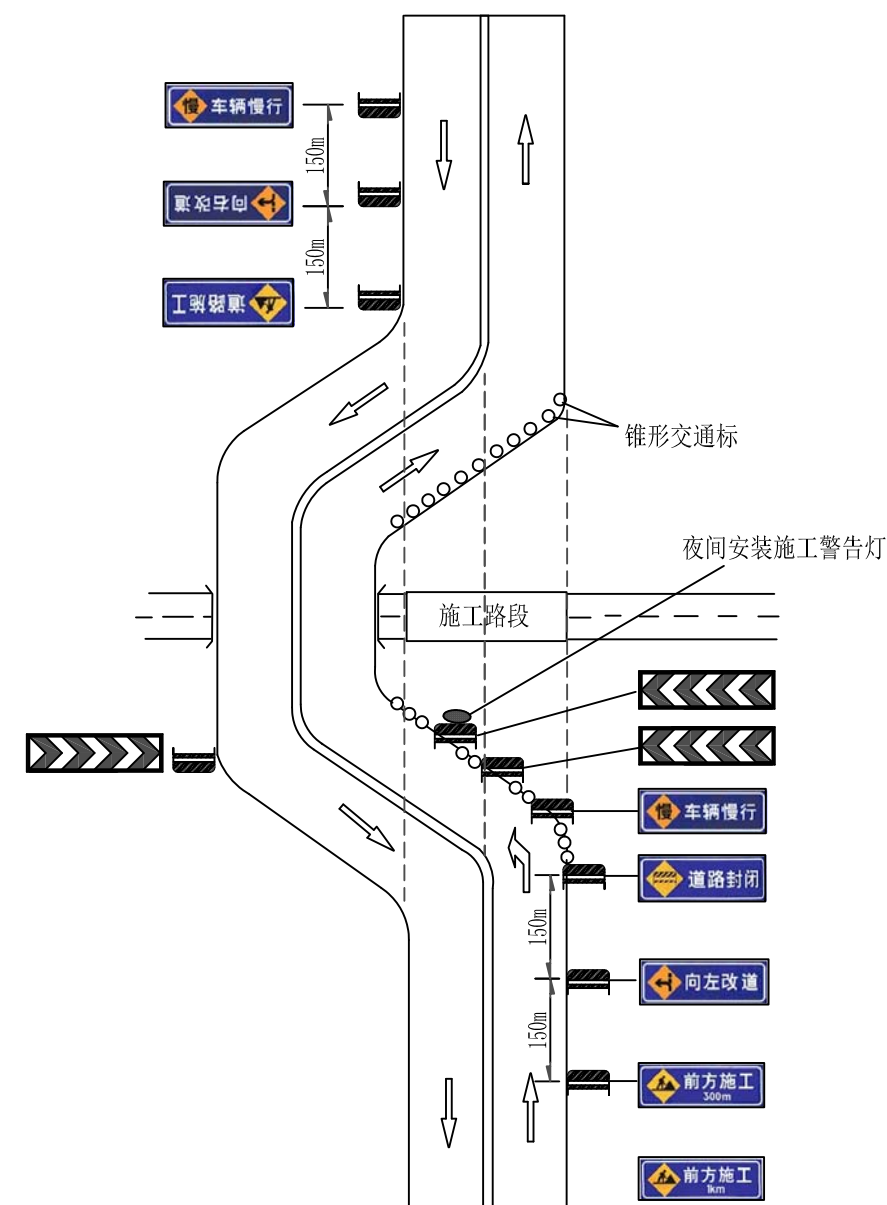 慢 车辆慢行
150m
向右改道
150m
道路施工
锥形交通标
夜间安装施工警告灯
施工路段
慢 车辆慢行
道路封闭
150m
向左改道
150m
前方施工
300m
前方施工
1km